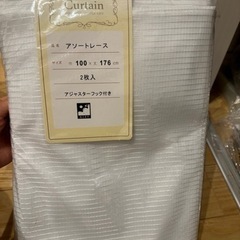 Curtain
品名 アソートレース
サイズ 巾 100 × 丈 176 cm
2枚入
アジャスターフック付き